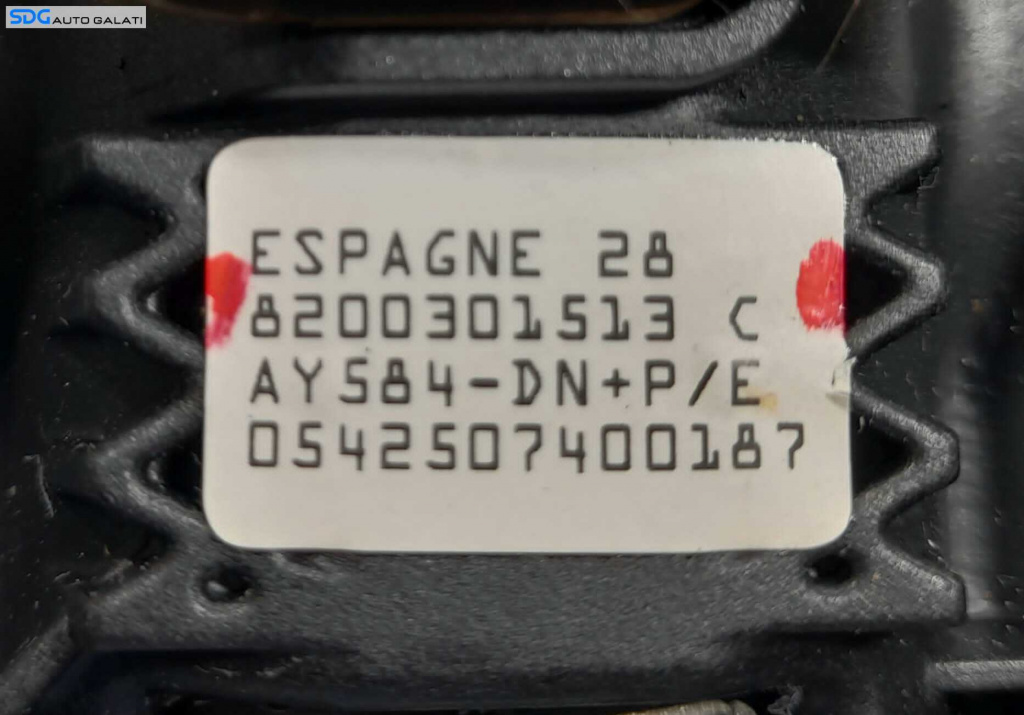 SDG AUTO GALATI
ESPAGNE 28
8200301513 C
AY584-DN+P/E
0542507400187